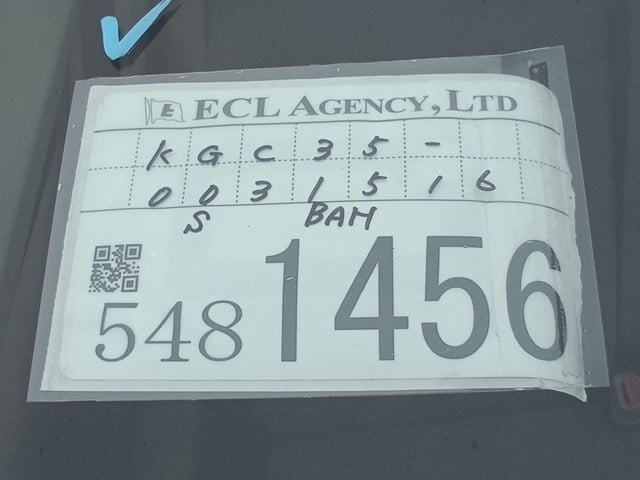 E ECL AGENCY, LTD
KGC35-
0031516
S BAH
548 1456